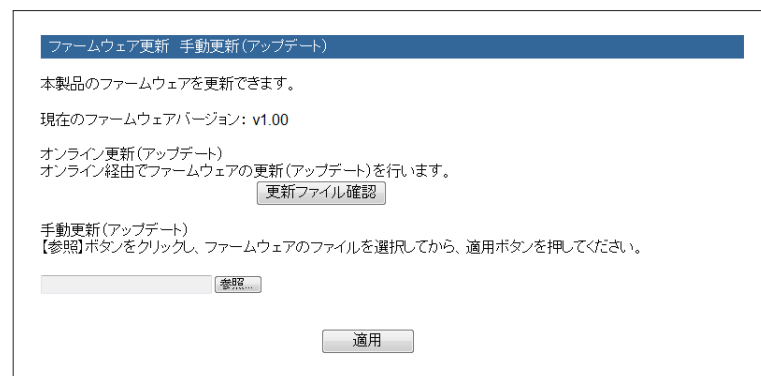 ファームウェア更新 手動更新(アップデート)
本製品のファームウェアを更新できます。
現在のファームウェアバージョン: v1.00
オンライン更新(アップデート)
オンライン経由でファームウェアの更新(アップデート)を行います。
更新ファイル確認
手動更新(アップデート)
【参照】ボタンをクリックし、ファームウェアのファイルを選択してから、適用ボタンを押してください。
参照...
適用